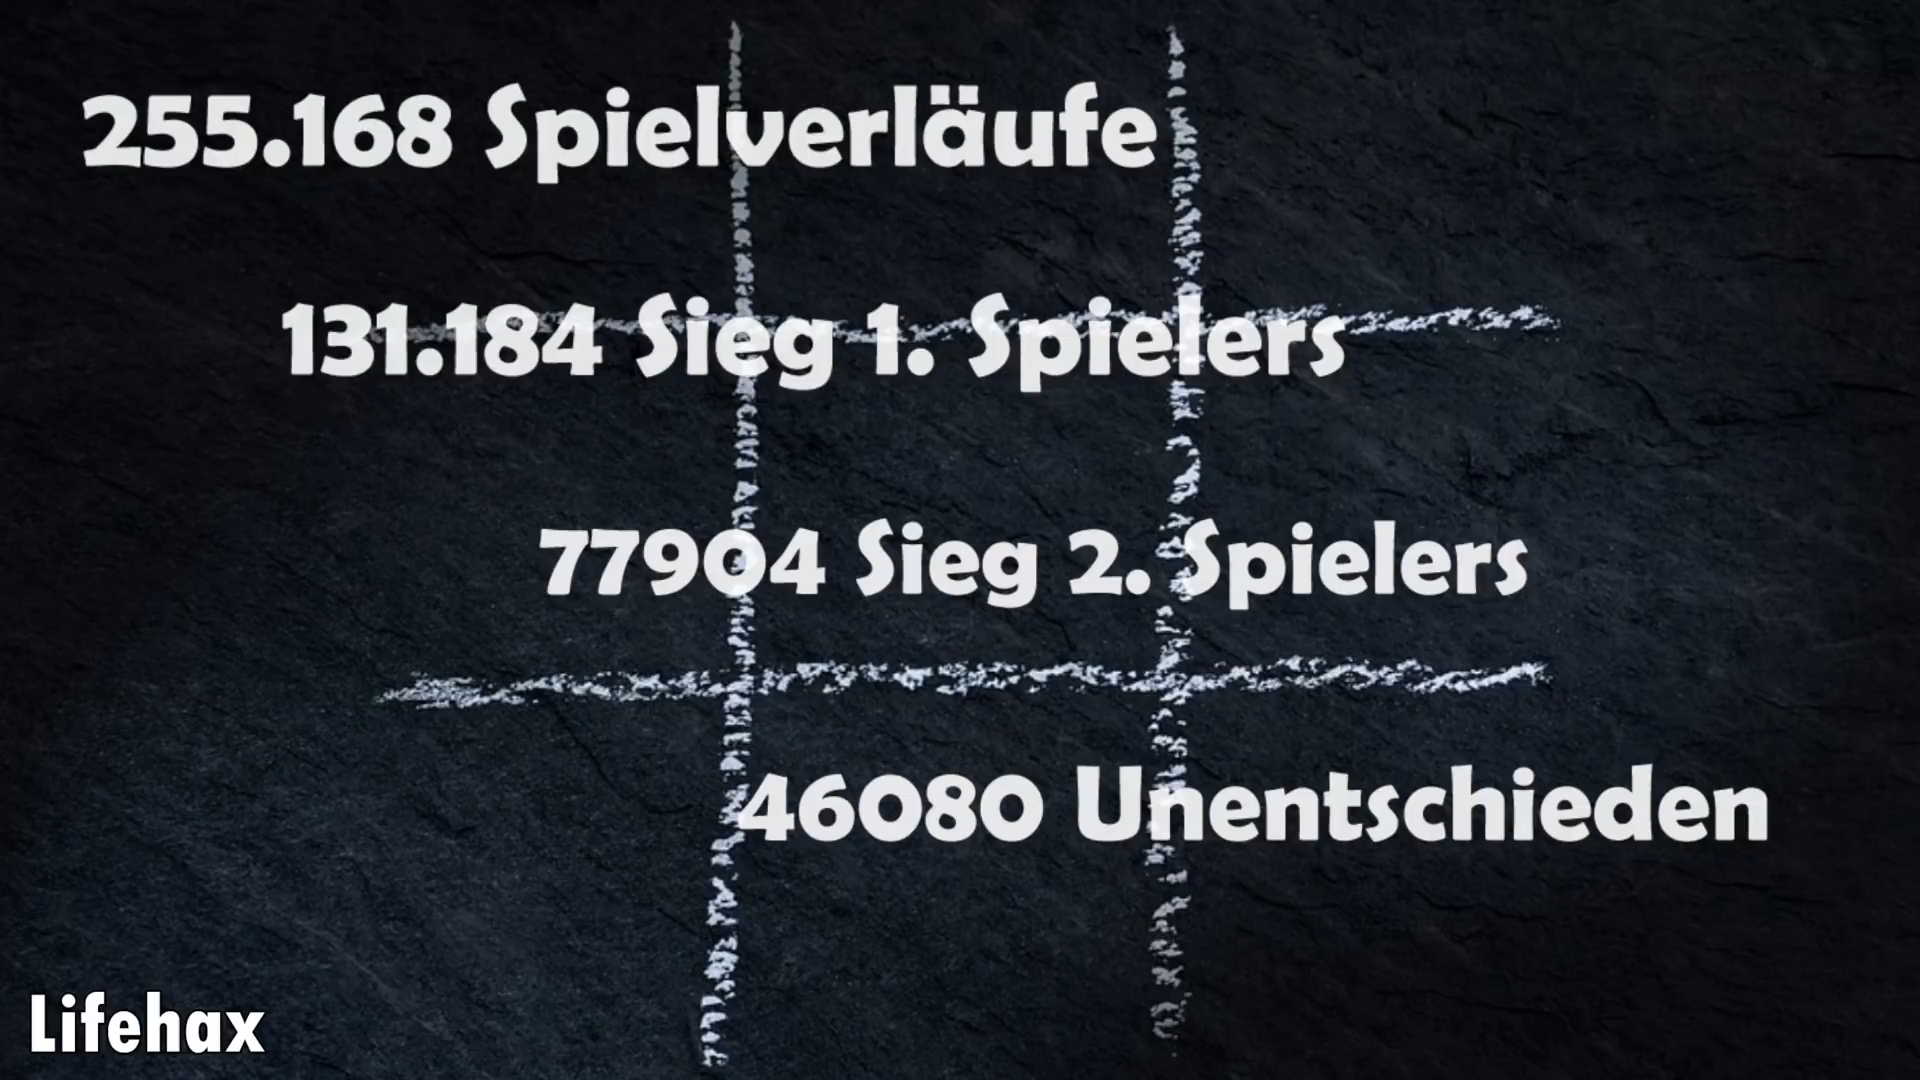 255.168 Spielverläufe
131.184 Sieg 1. Spielers
77904 Sieg 2. Spielers
46080 Unentschieden
Lifehax